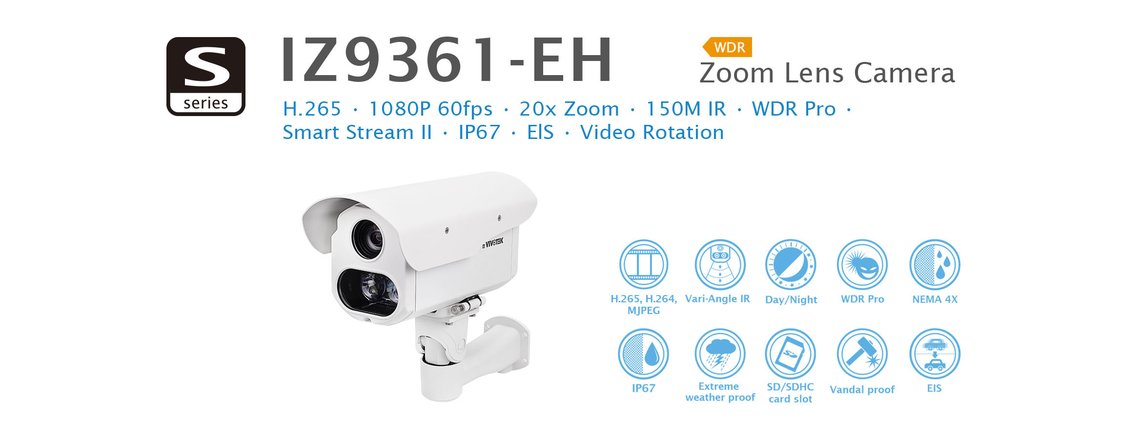 S
series
IZ9361-EH
WDR
Zoom Lens Camera
H.265 · 1080P 60fps · 20x Zoom · 150M IR · WDR Pro ·
Smart Stream II · IP67 · EIS · Video Rotation
VIVOTEK
H.265, H.264,
MJPEG
Vari-Angle IR
Day/Night
WDR Pro
NEMA 4X
IP67
Extreme
weather proof
SD
SD/SDHC
card slot
Vandal proof
EIS